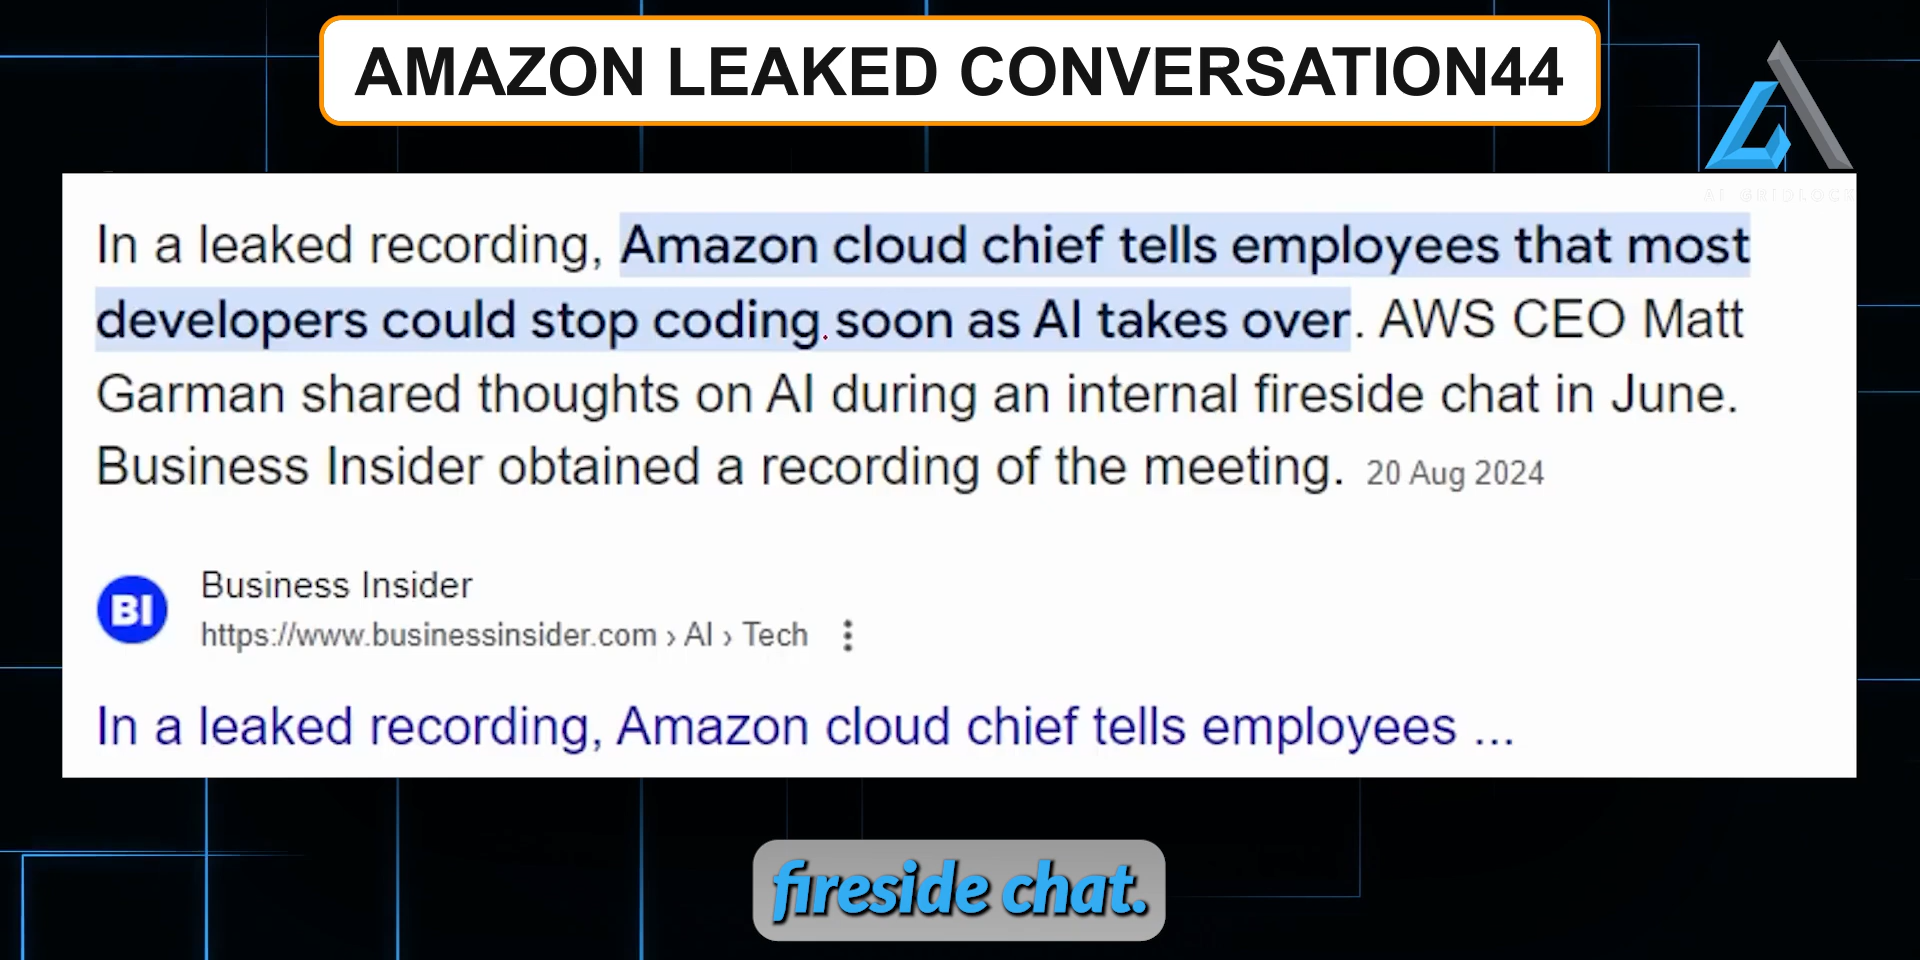 AMAZON LEAKED CONVERSATION44
AI GRIDLOCK
In a leaked recording, Amazon cloud chief tells employees that most
developers could stop coding soon as AI takes over. AWS CEO Matt
Garman shared thoughts on AI during an internal fireside chat in June.
Business Insider obtained a recording of the meeting. 20 Aug 2024
BI
Business Insider
https://www.businessinsider.com › AI › Tech
In a leaked recording, Amazon cloud chief tells employees ...
fireside chat.